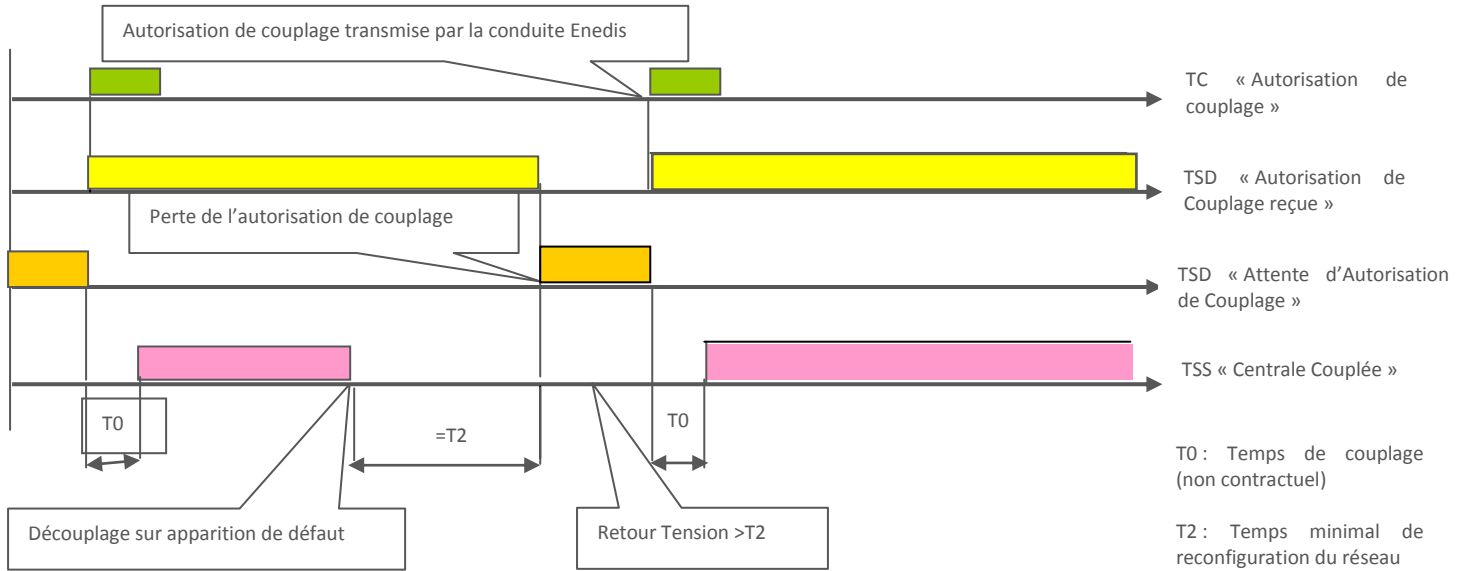 Autorisation de couplage transmise par la conduite Enedis
TC « Autorisation de
couplage »
TSD « Autorisation de
Couplage reçue »
Perte de l’autorisation de couplage
TSD « Attente d’Autorisation
de Couplage »
TSS « Centrale Couplée »
T0
=T2
T0
T0 : Temps de couplage
(non contractuel)
Découplage sur apparition de défaut
Retour Tension >T2
T2 : Temps minimal de
reconfiguration du réseau